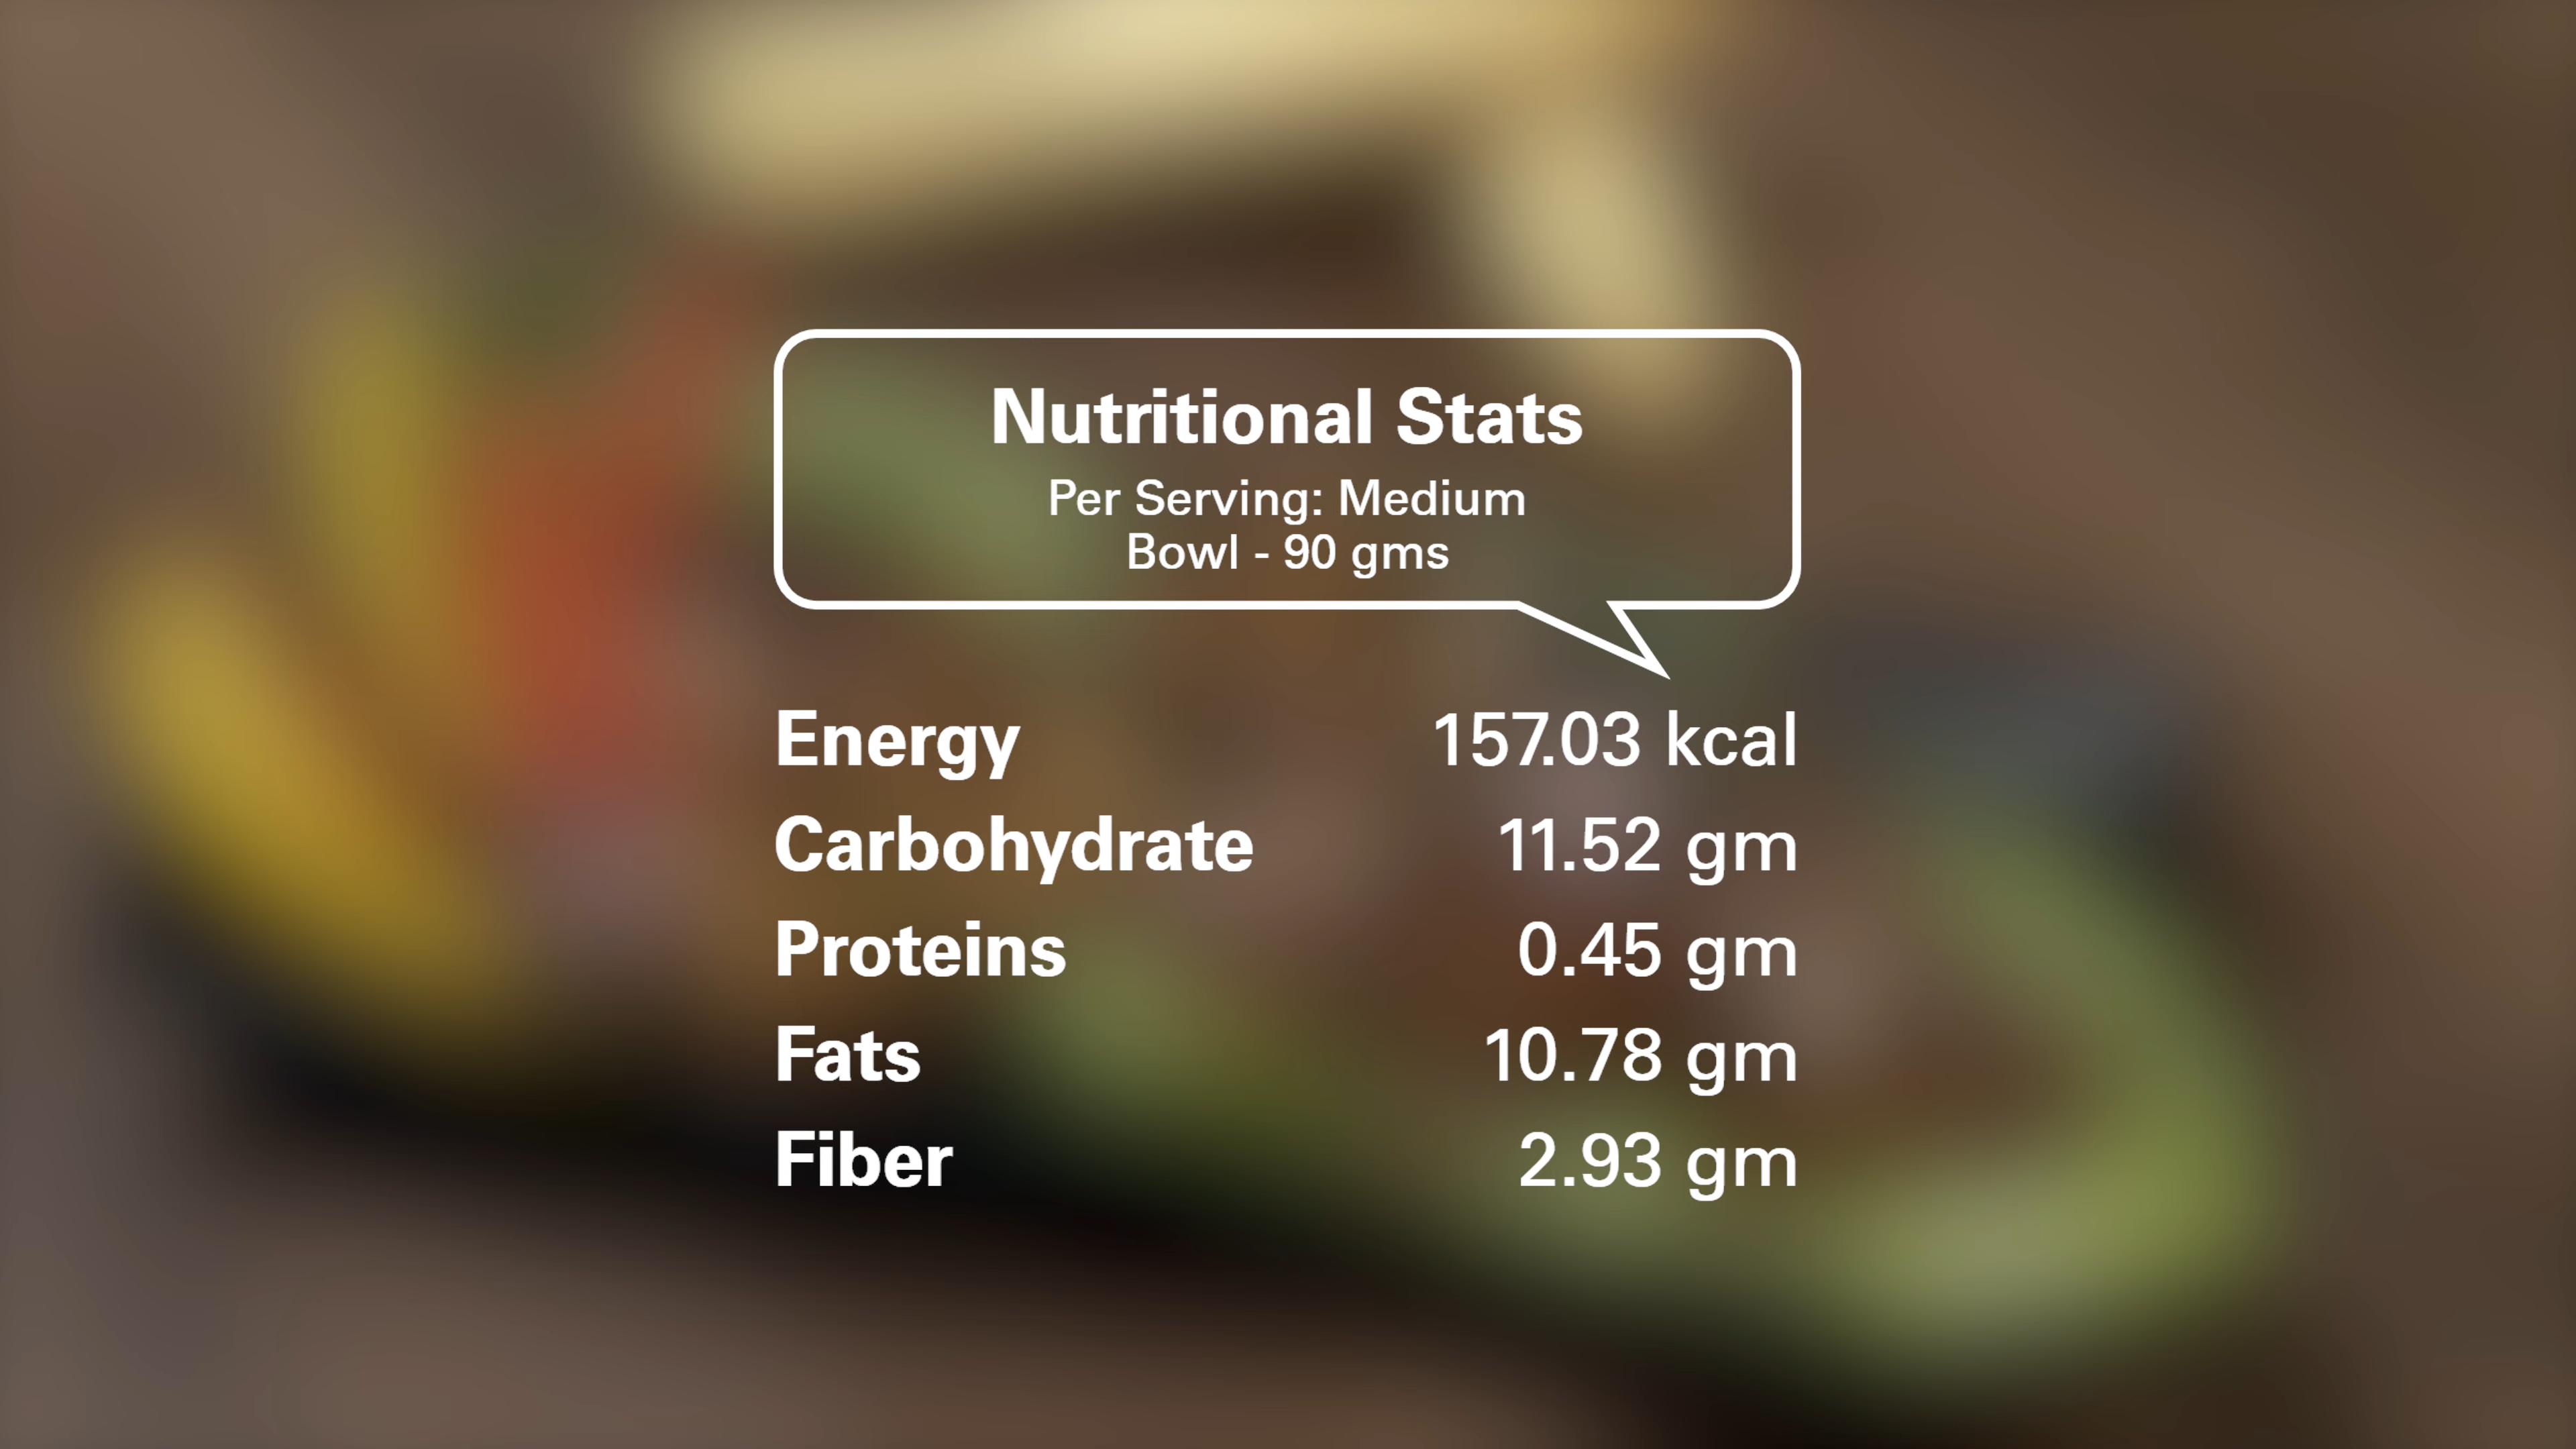 Nutritional Stats
Per Serving: Medium
Bowl - 90 gms
Energy 157.03 kcal
Carbohydrate 11.52 gm
Proteins 0.45 gm
Fats 10.78 gm
Fiber 2.93 gm